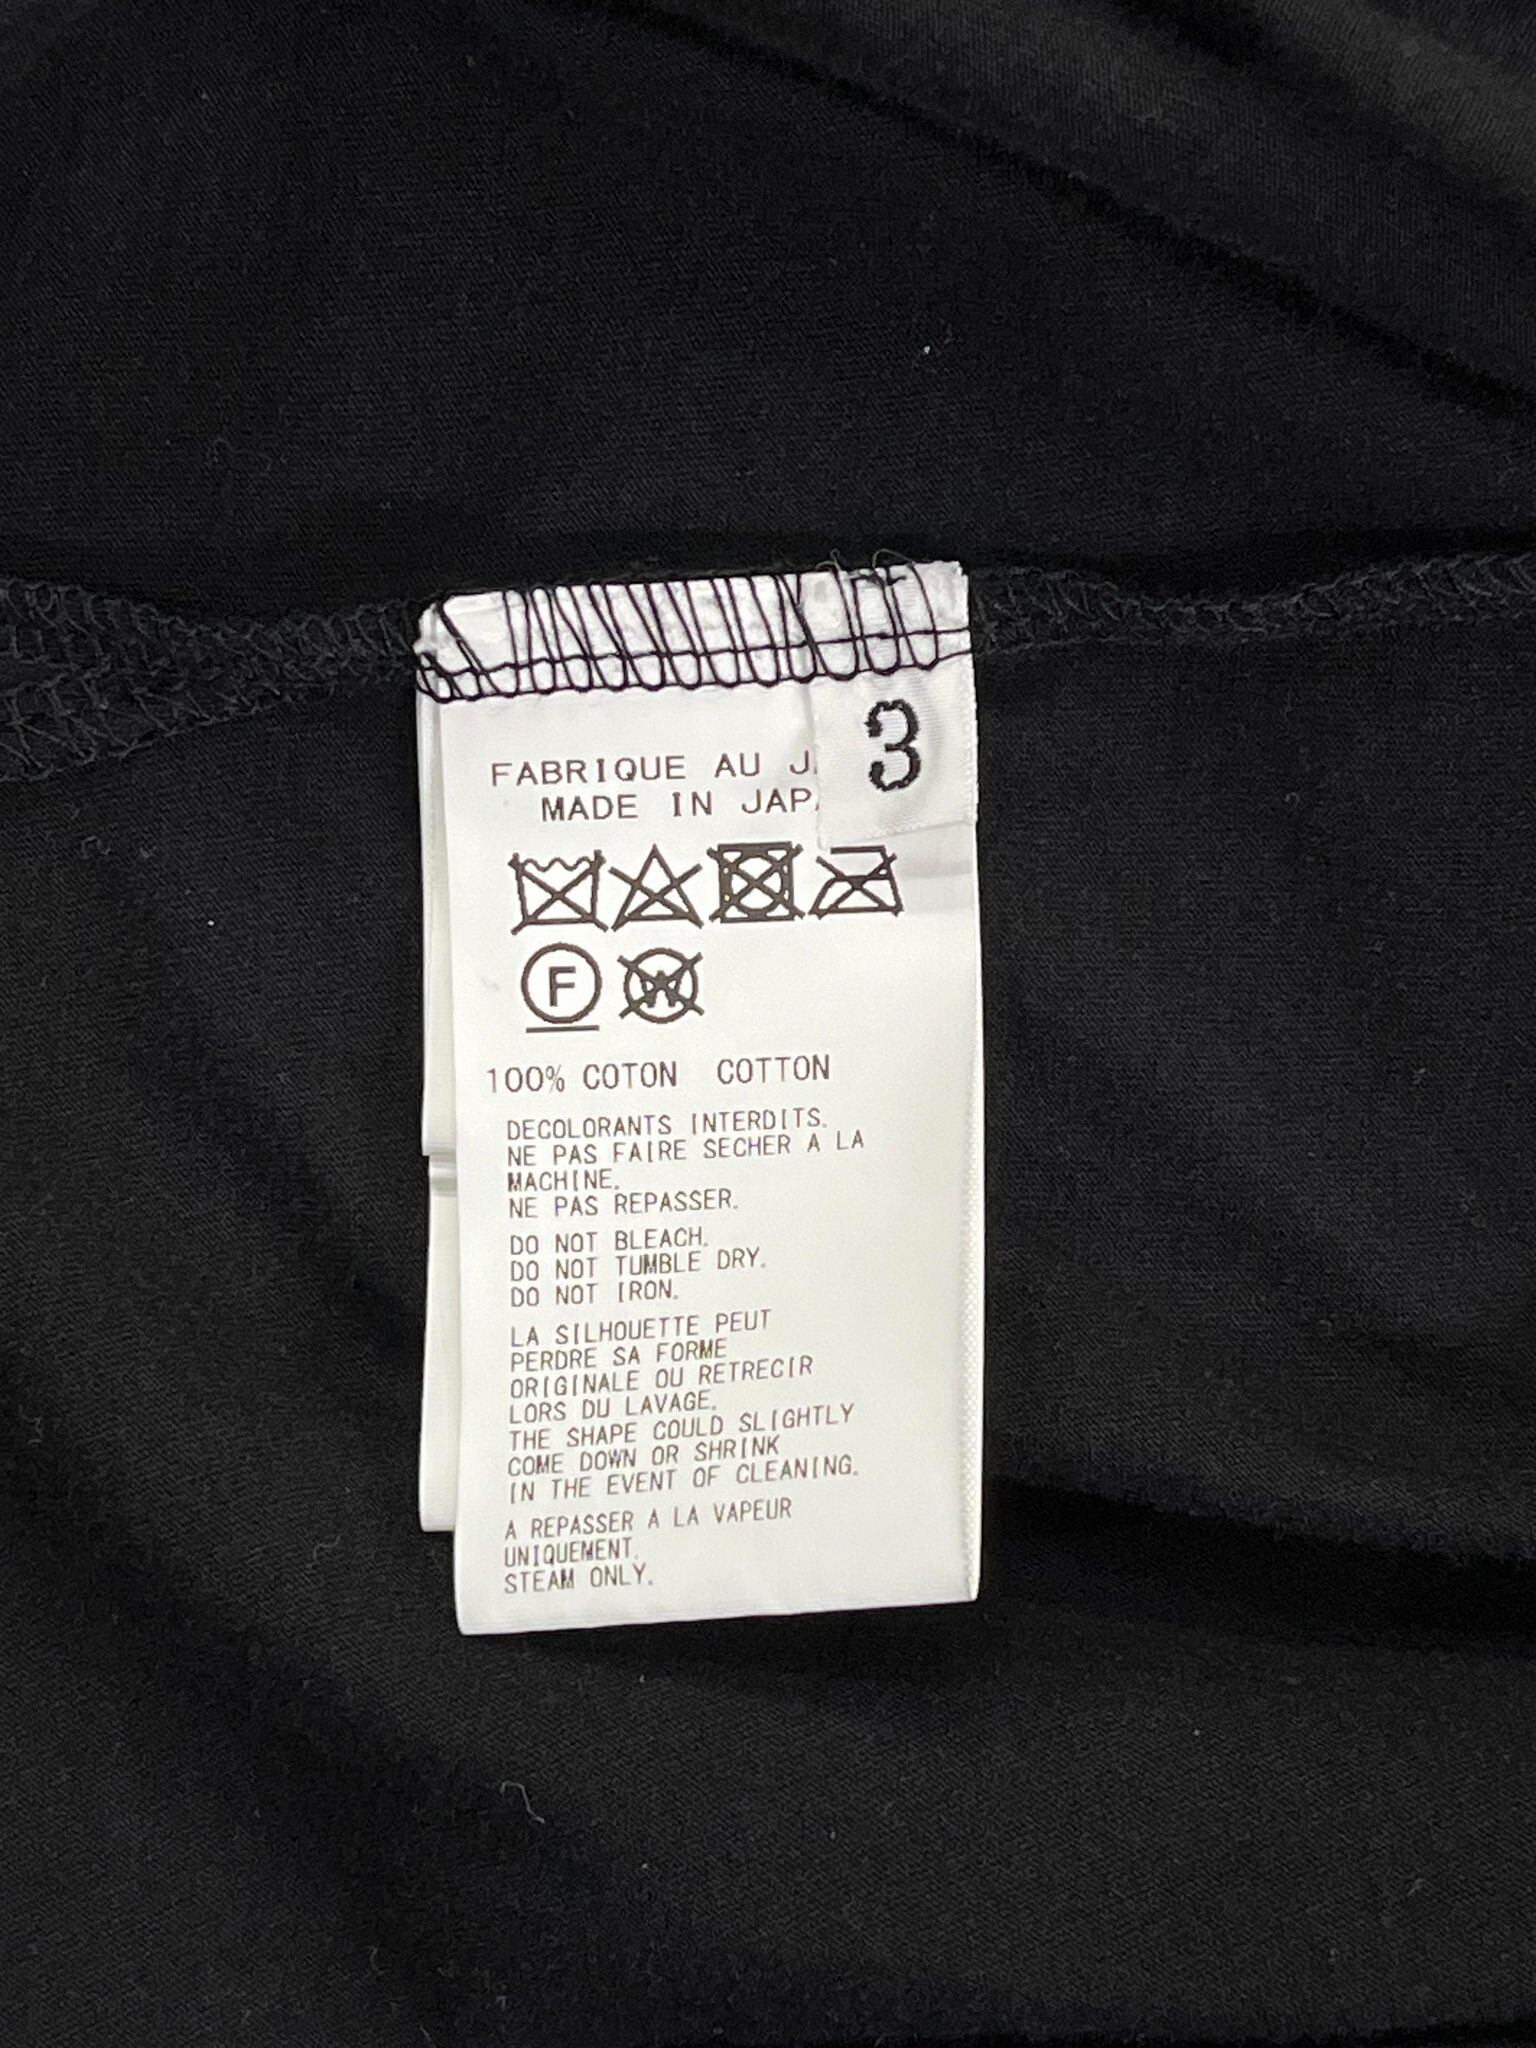 3
FABRIQUE AU
MADE IN
F
W
100% COTON COTTON
DECOLORANTS INTERDITS.
NE PAS FAIRE SECHER A LA
MACHINE.
NE PAS REPASSER.
DO NOT BLEACH.
DO NOT TUMBLE DRY.
DO NOT IRON.
LA SILHOUETTE PEUT
PERDRE SA FORME
ORIGINALE OU RETRECIR
LORS DU LAVAGE.
THE SHAPE COULD SLIGHTLY
COME DOWN OR SHRINK
IN THE EVENT OF CLEANING.
A REPASSER A LA VAPEUR
UNIQUEMENT.
STEAM ONLY.